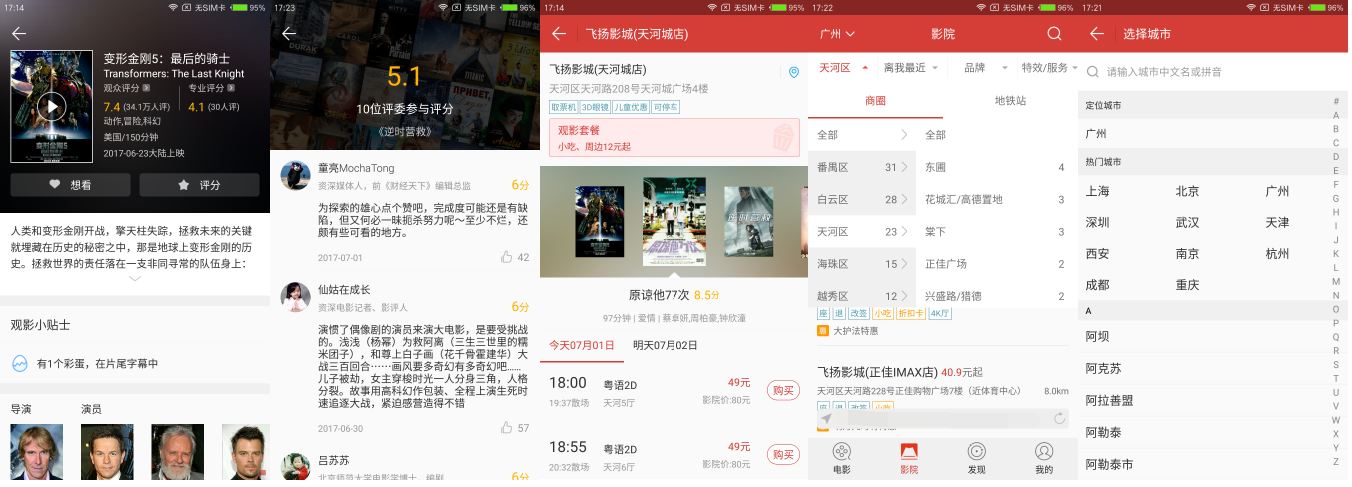 17:14
无SIM卡
95%
变形金刚5：最后的骑士
Transformers: The Last Knight
观众评分
专业评分
7.4 (34.1万人评)
4.1 (30人评)
动作,冒险,科幻
美国/150分钟
2017-06-23大陆上映
变形金刚5
想看
评分
人类和变形金刚开战，擎天柱失踪，拯救未来的关键
就埋藏在历史的秘密之中，那是地球上变形金刚的历
史。拯救世界的责任落在一支非同寻常的队伍身上：
观影小贴士
有1个彩蛋，在片尾字幕中
导演
演员
17:23
无SIM卡
96%
5.1
10位评委参与评分
《逆时营救》
童亮MochaTong
资深媒体人，前《财经天下》编辑总监
6分
为探索的雄心点个赞吧，完成度可能还是有缺
陷，但又何必一昧扼杀努力呢～至少不烂，还
颇有些可看的地方。
2017-07-01
42
仙姑在成长
资深电影记者、影评人
6分
演惯了偶像剧的演员来演大电影，是要受挑战
的。浅浅（杨幂）为救阿离（三生三世里的糯
米团子），和尊上白子画（花千骨霍建华）大
战三百回合……画风要多奇幻有多奇幻吧……
儿子被劫，女主穿梭时光一人分身三角，人格
分裂。故事用高科幻作包装、全程上演生死时
速追逐大战，紧迫感营造得不错
2017-06-30
57
吕苏苏
北京师范大学电影学博士，编剧
6分
17:14
无SIM卡
95%
飞扬影城(天河城店)
飞扬影城(天河城店)
天河区天河路208号天河城广场4楼
取票机
3D眼镜
儿童优惠
可停车
观影套餐
小吃、周边12元起
原谅他77次 8.5分
97分钟 | 爱情 | 蔡卓妍,周柏豪,钟欣潼
今天07月01日
明天07月02日
18:00
粤语2D
49元
购买
19:37散场
天河5厅
影院价:80元
18:55
粤语2D
49元
购买
20:32散场
天河6厅
影院价:80元
17:22
无SIM卡
96%
广州
影院
天河区
离我最近
品牌
特效/服务
商圈
地铁站
全部
全部
番禺区
31
东圃
4
白云区
28
花城汇/高德置地
3
天河区
23
棠下
3
海珠区
15
正佳广场
2
越秀区
12
兴盛路/猎德
2
座
退
改签
小吃
折扣卡
4K厅
惠
大护法特惠
飞扬影城(正佳IMAX店) 40.9元起
天河区天河路228号正佳购物广场7楼（近体育中心）
8.0km
座
退
改签
小吃
电影
影院
发现
我的
17:21
无SIM卡
96%
选择城市
请输入城市中文名或拼音
定位城市
广州
热门城市
上海
北京
广州
深圳
武汉
天津
西安
南京
杭州
成都
重庆
A
阿坝
阿克苏
阿拉善盟
阿勒泰
阿勒泰市
#
A
B
C
D
E
F
G
H
I
J
K
L
M
N
O
P
Q
R
S
T
U
V
W
X
Y
Z